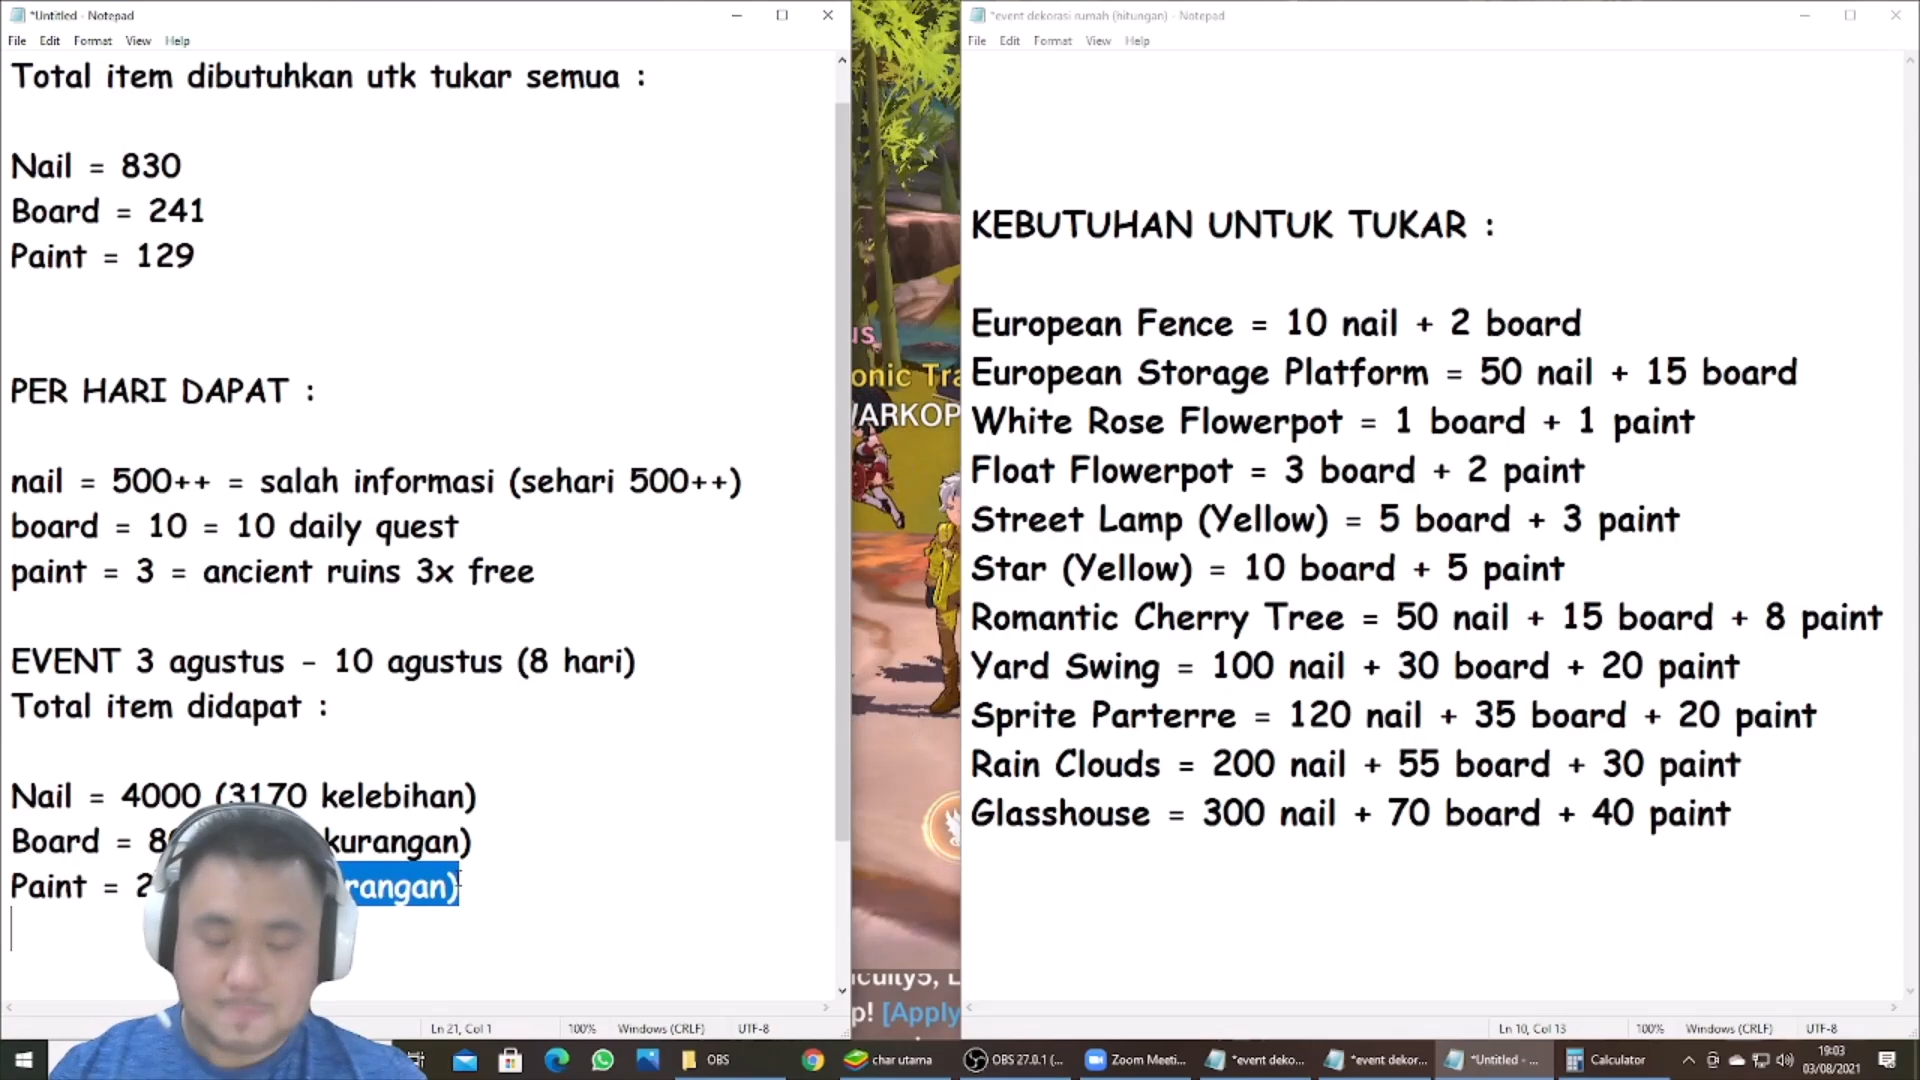 *Untitled - Notepad
File Edit Format View Help
Total item dibutuhkan utk tukar semua :
Nail = 830
Board = 241
Paint = 129
PER HARI DAPAT :
nail = 500++ = salah informasi (sehari 500++)
board = 10 = 10 daily quest
paint = 3 = ancient ruins 3x free
EVENT 3 agustus - 10 agustus (8 hari)
Total item didapat :
Nail = 4000 (3170 kelebihan)
Board = 8 kurangan)
Paint = 2 rangan)
Ln 21, Col 1 100% Windows (CRLF) UTF-8
onic Tra
WARKOP
p! [Apply
*event dekorasi rumah (hitungan) - Notepad
File Edit Format View Help
KEBUTUHAN UNTUK TUKAR :
European Fence = 10 nail + 2 board
European Storage Platform = 50 nail + 15 board
White Rose Flowerpot = 1 board + 1 paint
Float Flowerpot = 3 board + 2 paint
Street Lamp (Yellow) = 5 board + 3 paint
Star (Yellow) = 10 board + 5 paint
Romantic Cherry Tree = 50 nail + 15 board + 8 paint
Yard Swing = 100 nail + 30 board + 20 paint
Sprite Parterre = 120 nail + 35 board + 20 paint
Rain Clouds = 200 nail + 55 board + 30 paint
Glasshouse = 300 nail + 70 board + 40 paint
Ln 10, Col 13 100% Windows (CRLF) UTF-8
OBS char utama OBS 27.0.1 (... Zoom Meeti... *event deko... *event dekor... *Untitled - ... Calculator
19:03
03/08/2021